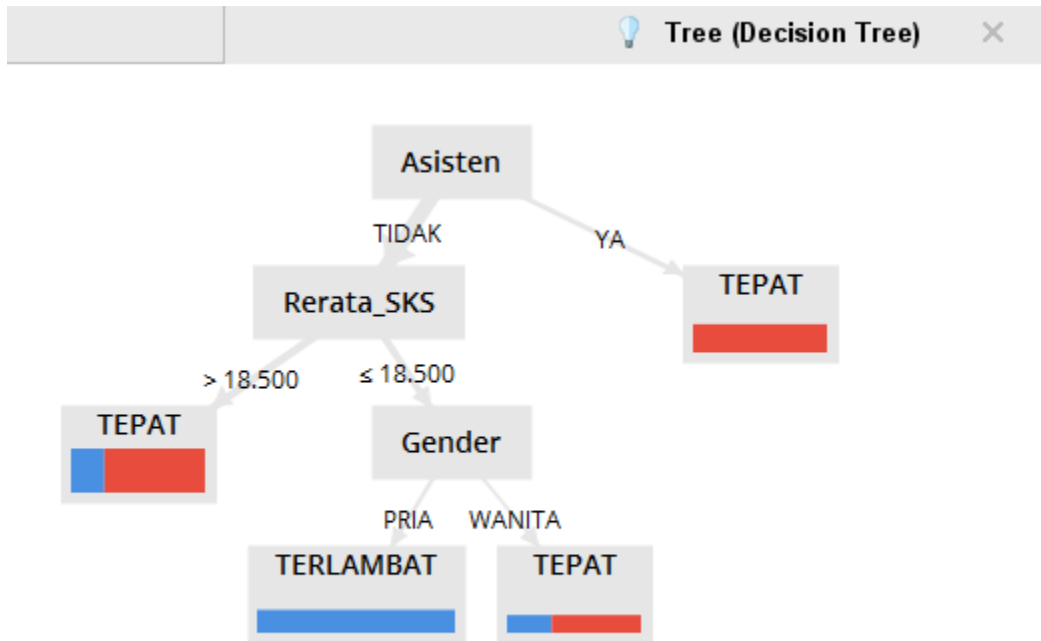 Tree (Decision Tree)
Asisten
TIDAK
YA
Rerata_SKS
TEPAT
> 18.500
≤ 18.500
TEPAT
Gender
PRIA
WANITA
TERLAMBAT
TEPAT